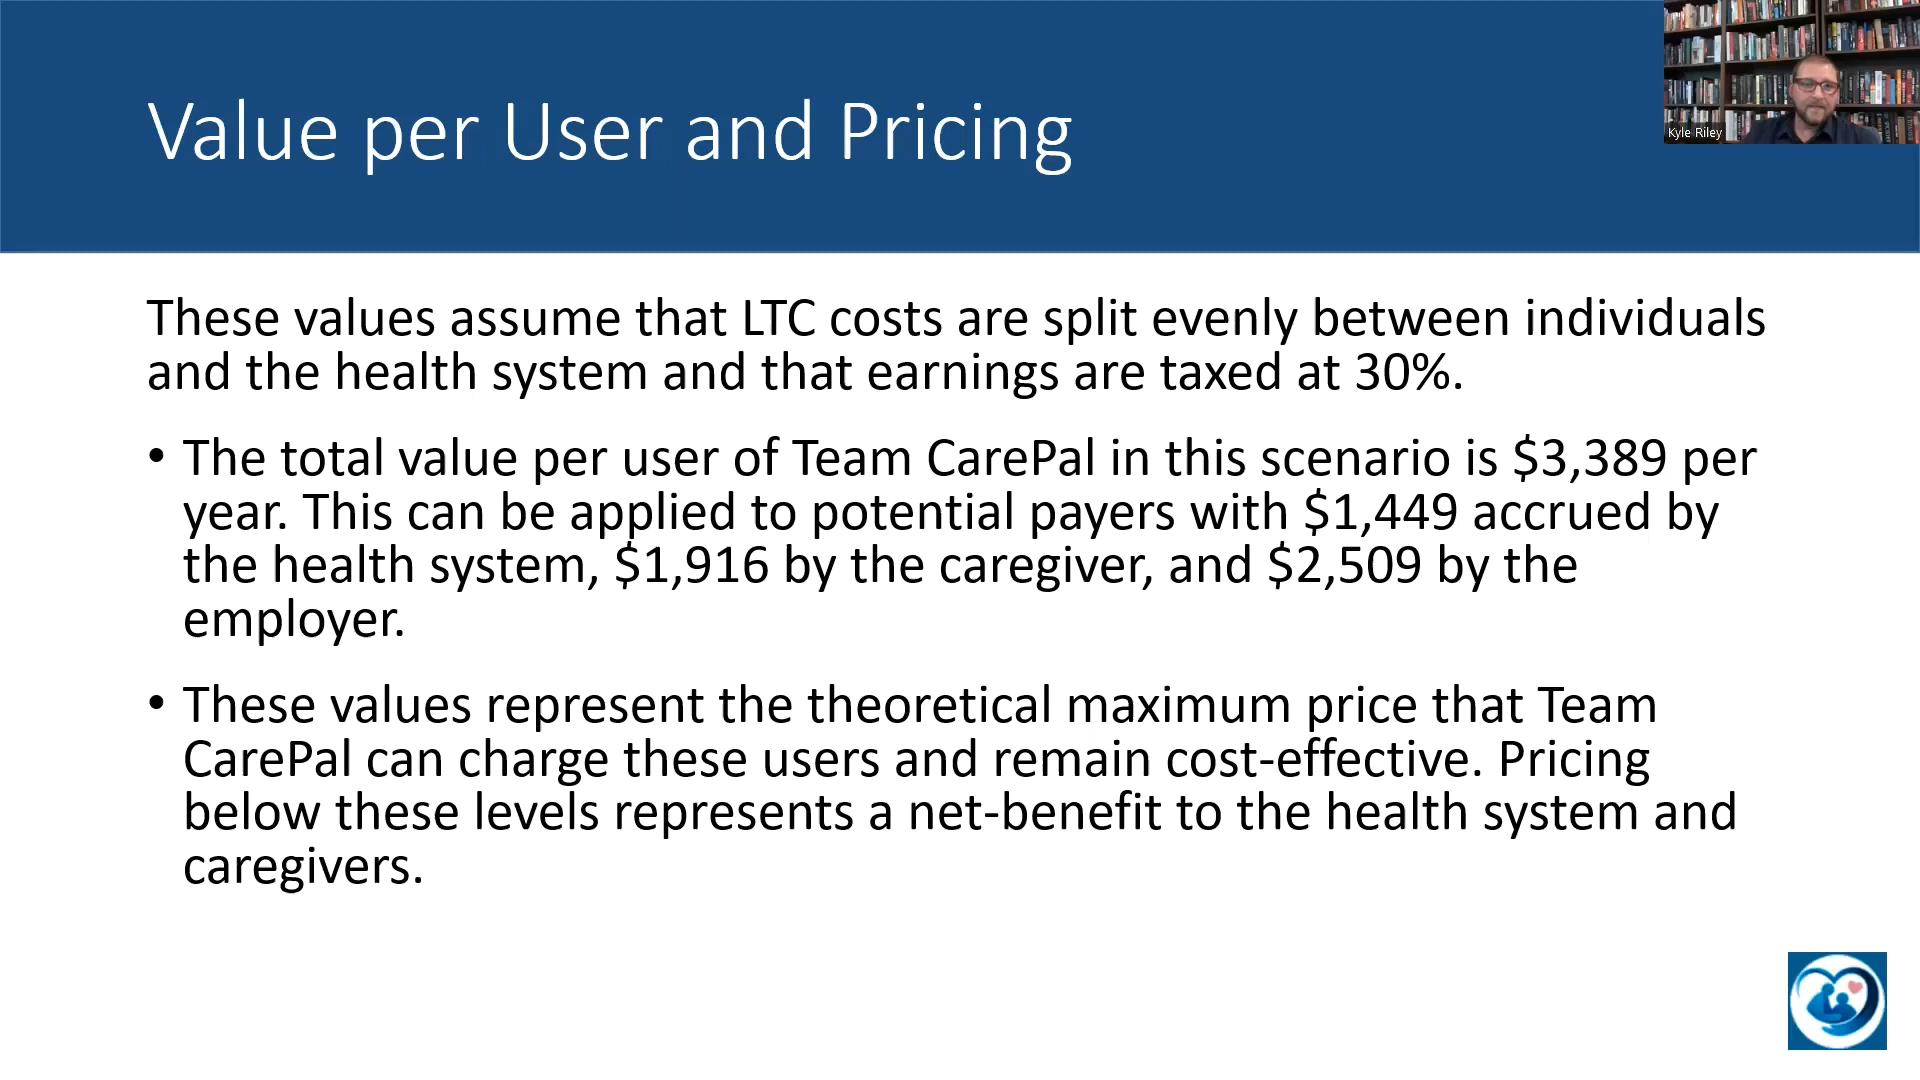 Value per User and Pricing
Kyle Riley
These values assume that LTC costs are split evenly between individuals
and the health system and that earnings are taxed at 30%.
• The total value per user of Team CarePal in this scenario is $3,389 per
year. This can be applied to potential payers with $1,449 accrued by
the health system, $1,916 by the caregiver, and $2,509 by the
employer.
• These values represent the theoretical maximum price that Team
CarePal can charge these users and remain cost-effective. Pricing
below these levels represents a net-benefit to the health system and
caregivers.